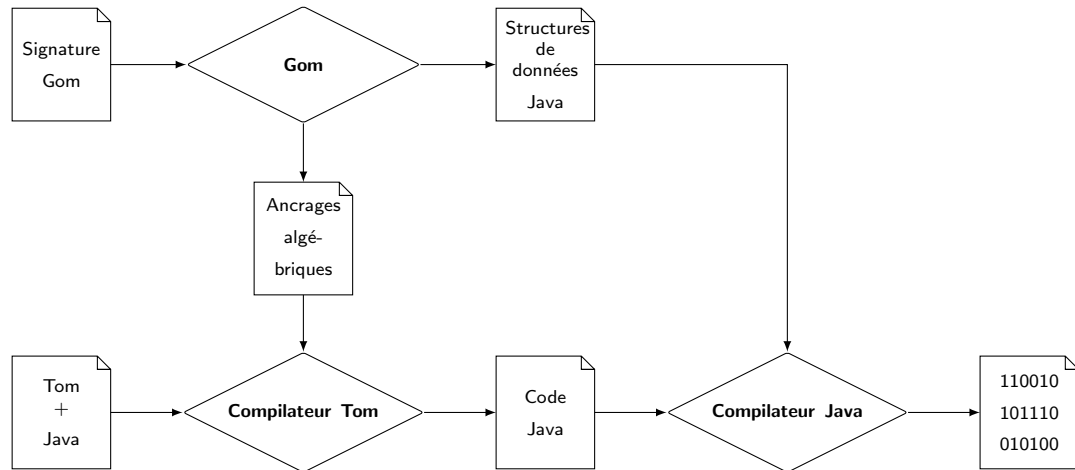 Signature
Gom
Gom
Structures
de
données
Java
Ancrages
algé-
briques
Tom
+
Java
Compilateur Tom
Code
Java
Compilateur Java
110010
101110
010100